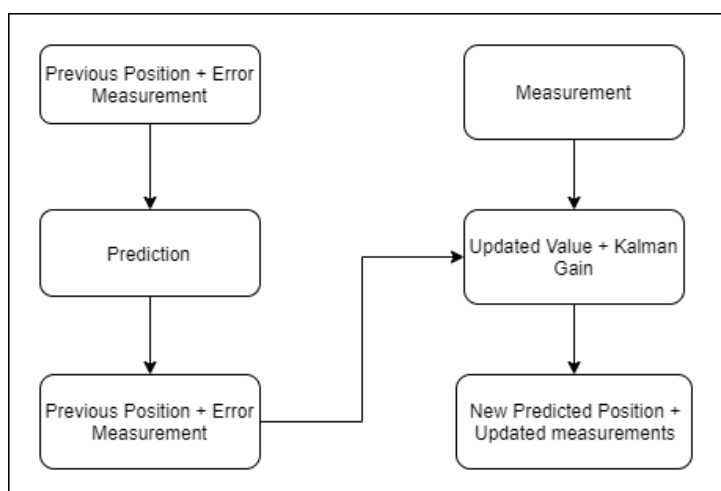 Previous Position + Error
Measurement
Prediction
Previous Position + Error
Measurement
Measurement
Updated Value + Kalman
Gain
New Predicted Position +
Updated measurements